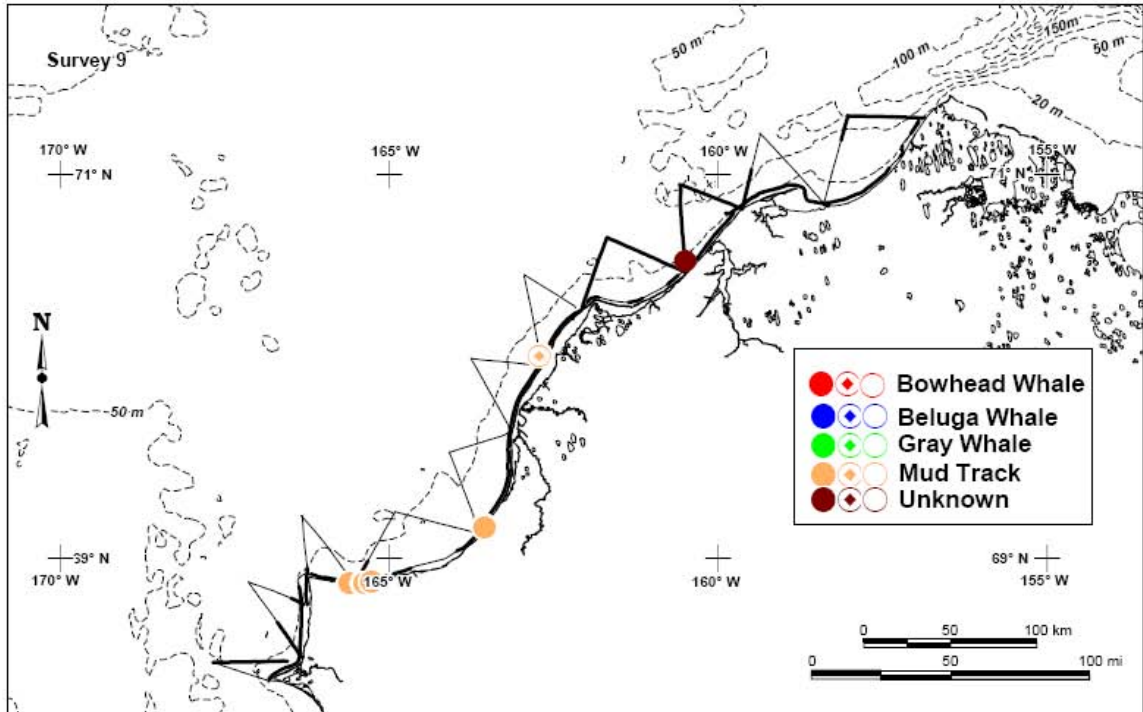 Survey 9
50 m
100 m
150m
50 m
20 m
170° W
165° W
160° W
155° W
71° N
71° N
N
50 m
Bowhead Whale
Beluga Whale
Gray Whale
Mud Track
Unknown
69° N
69° N
170° W
165° W
160° W
155° W
0 50 100 km
0 50 100 mi